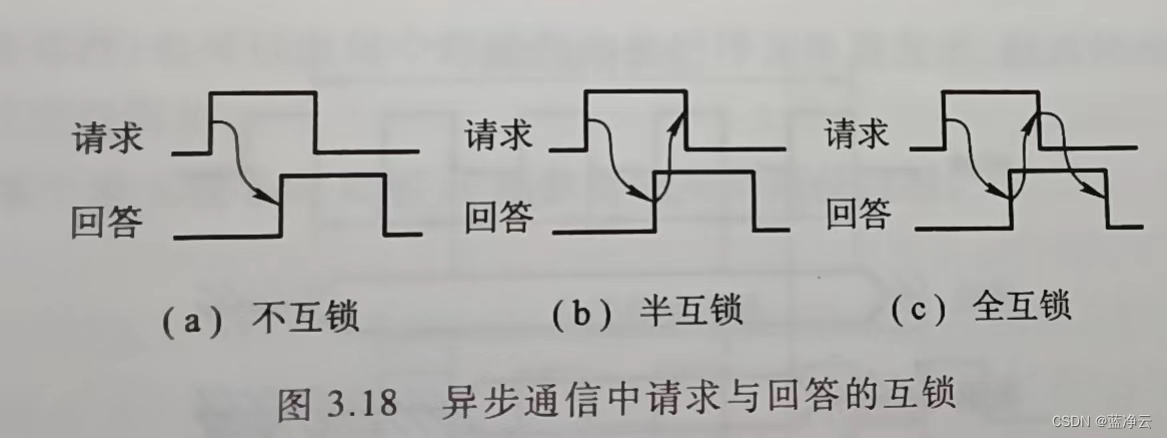 请求 请求 请求
回答 回答 回答
(a) 不互锁 (b) 半互锁 (c) 全互锁
图 3.18 异步通信中请求与回答的互锁
CSDN @蓝净云